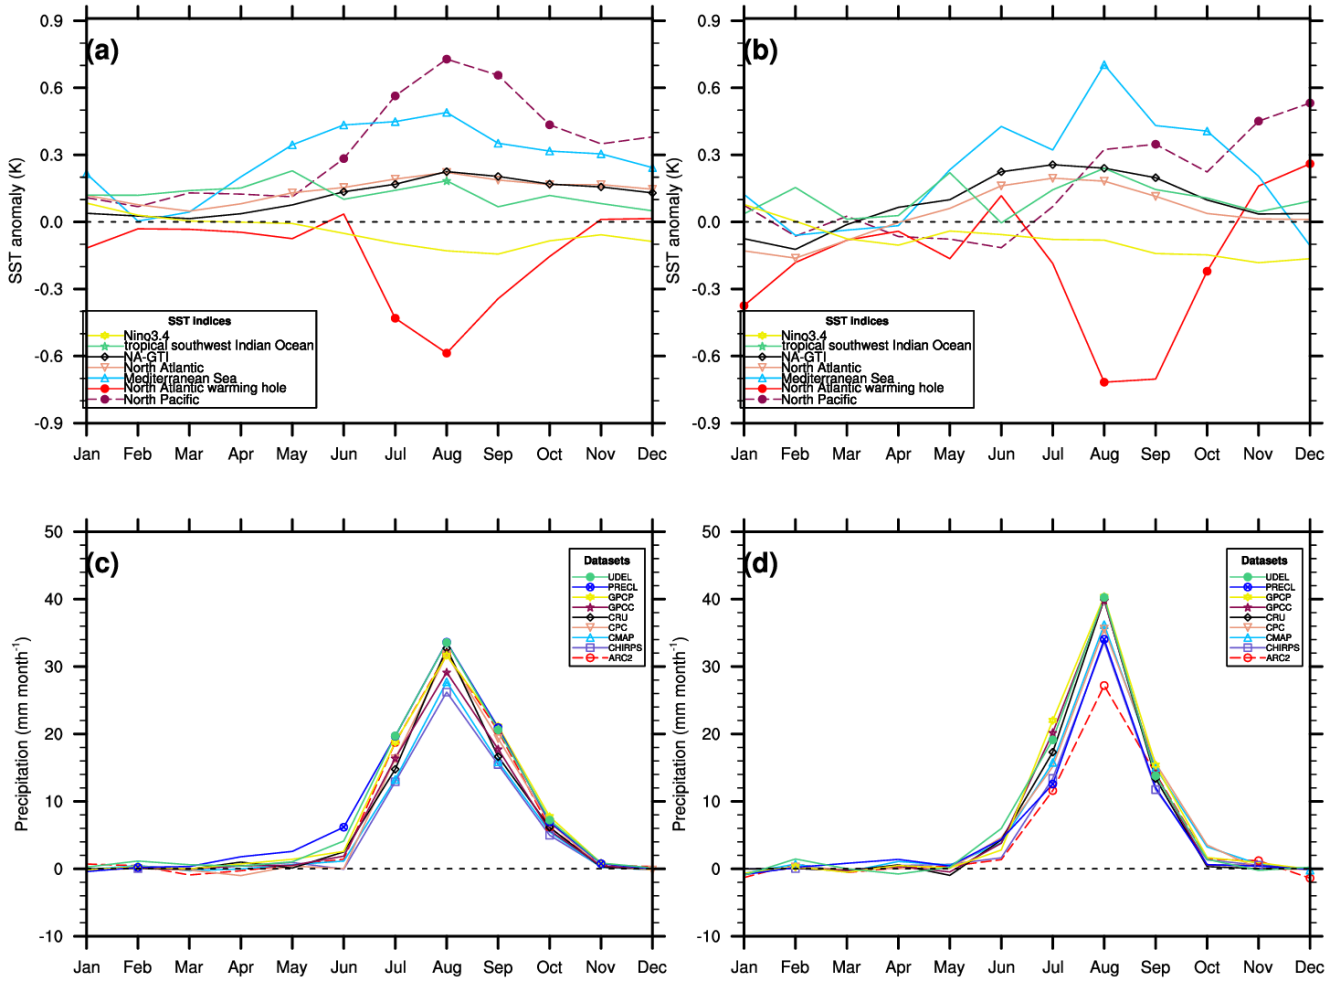 (a)
0.9
0.6
0.3
0.0
-0.3
-0.6
-0.9
SST anomaly (K)
SST Indices
Nino3.4
tropical southwest Indian Ocean
NA-GTI
North Atlantic
Mediterranean Sea
North Atlantic warming hole
North Pacific
Jan Feb Mar Apr May Jun Jul Aug Sep Oct Nov Dec
(b)
0.9
0.6
0.3
0.0
-0.3
-0.6
-0.9
SST anomaly (K)
SST Indices
Nino3.4
tropical southwest Indian Ocean
NA-GTI
North Atlantic
Mediterranean Sea
North Atlantic warming hole
North Pacific
Jan Feb Mar Apr May Jun Jul Aug Sep Oct Nov Dec
(c)
50
40
30
20
10
0
-10
Precipitation (mm month⁻¹)
Datasets
UDEL
PRECL
GPCP
GPCC
CRU
CPC
CMAP
CHIRPS
ARC2
Jan Feb Mar Apr May Jun Jul Aug Sep Oct Nov Dec
(d)
50
40
30
20
10
0
-10
Precipitation (mm month⁻¹)
Datasets
UDEL
PRECL
GPCP
GPCC
CRU
CPC
CMAP
CHIRPS
ARC2
Jan Feb Mar Apr May Jun Jul Aug Sep Oct Nov Dec